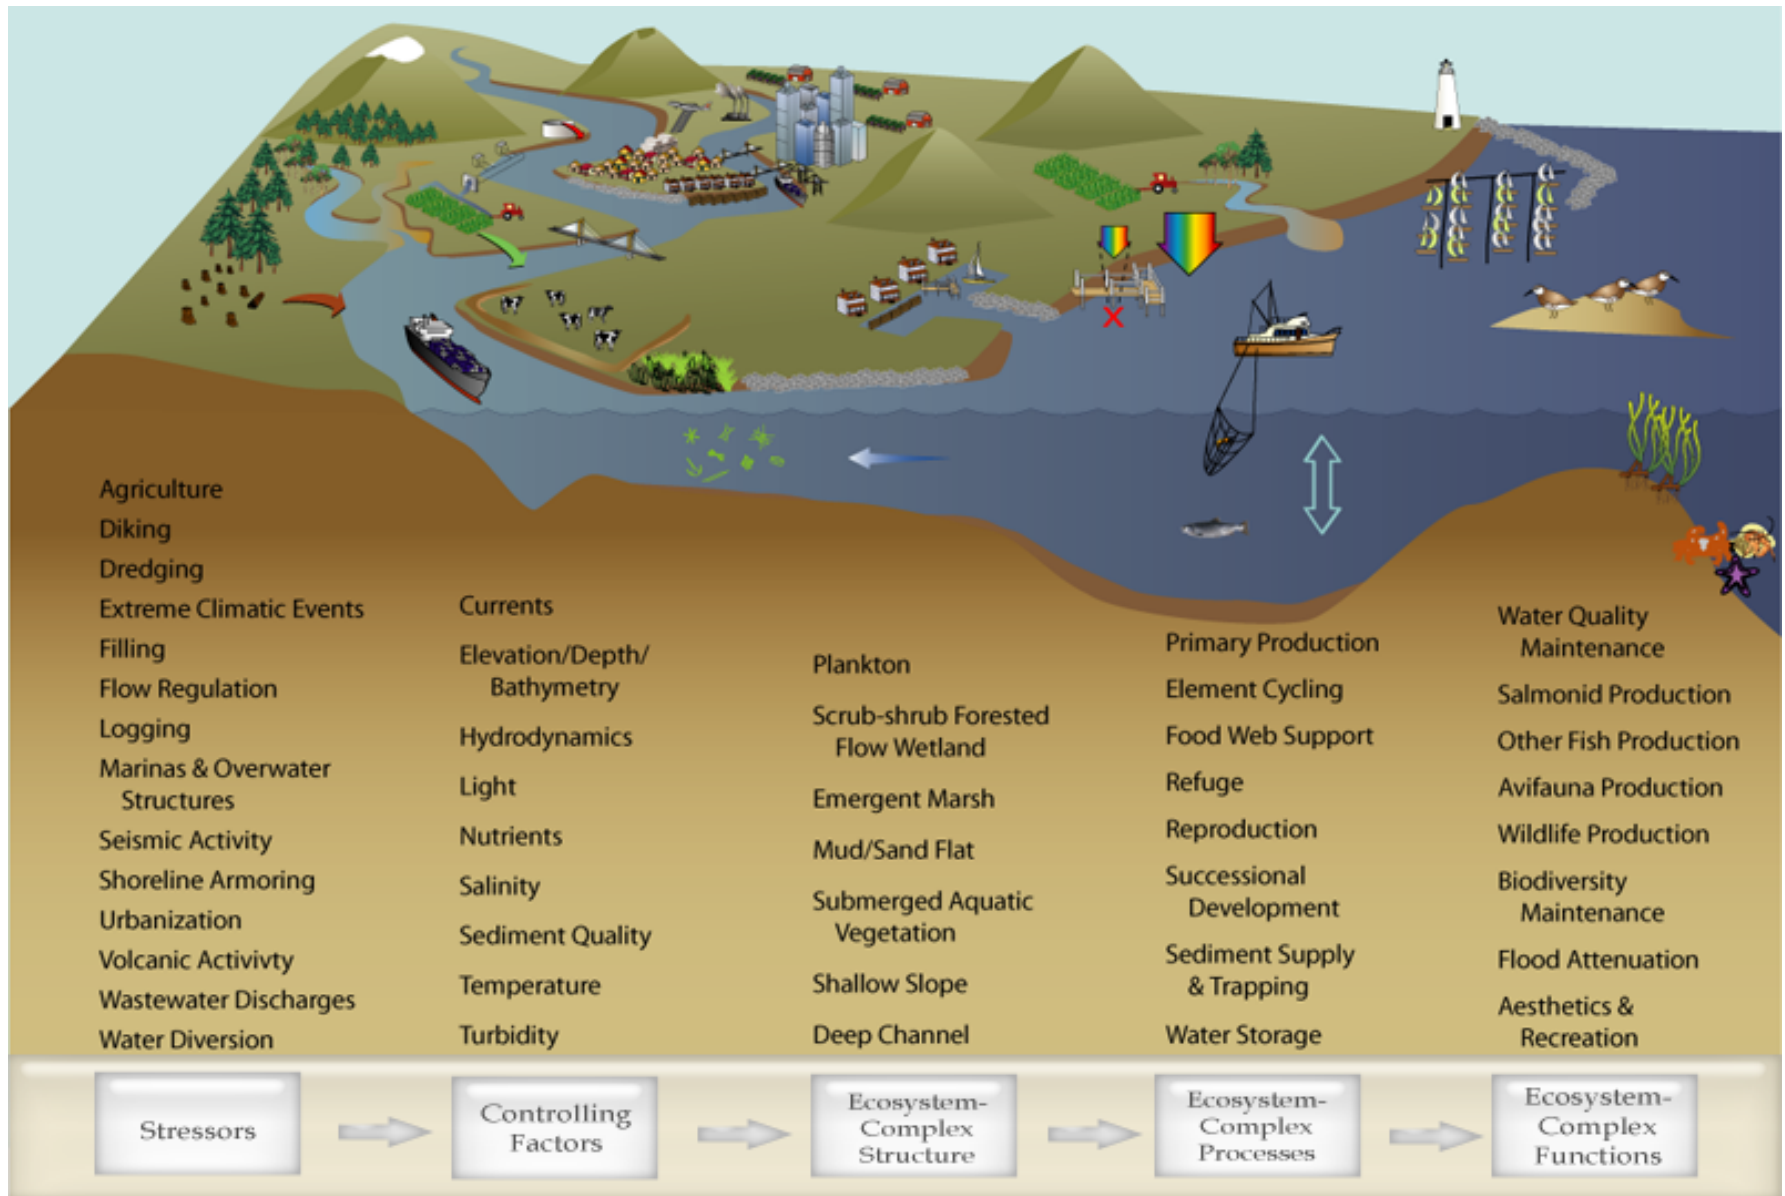 Agriculture
Diking
Dredging
Extreme Climatic Events
Filling
Flow Regulation
Logging
Marinas & Overwater
Structures
Seismic Activity
Shoreline Armoring
Urbanization
Volcanic Activivty
Wastewater Discharges
Water Diversion
Currents
Elevation/Depth/
Bathymetry
Hydrodynamics
Light
Nutrients
Salinity
Sediment Quality
Temperature
Turbidity
Plankton
Scrub-shrub Forested
Flow Wetland
Emergent Marsh
Mud/Sand Flat
Submerged Aquatic
Vegetation
Shallow Slope
Deep Channel
Primary Production
Element Cycling
Food Web Support
Refuge
Reproduction
Successional
Development
Sediment Supply
& Trapping
Water Storage
Water Quality
Maintenance
Salmonid Production
Other Fish Production
Avifauna Production
Wildlife Production
Biodiversity
Maintenance
Flood Attenuation
Aesthetics &
Recreation
Stressors
Controlling
Factors
Ecosystem-
Complex
Structure
Ecosystem-
Complex
Processes
Ecosystem-
Complex
Functions